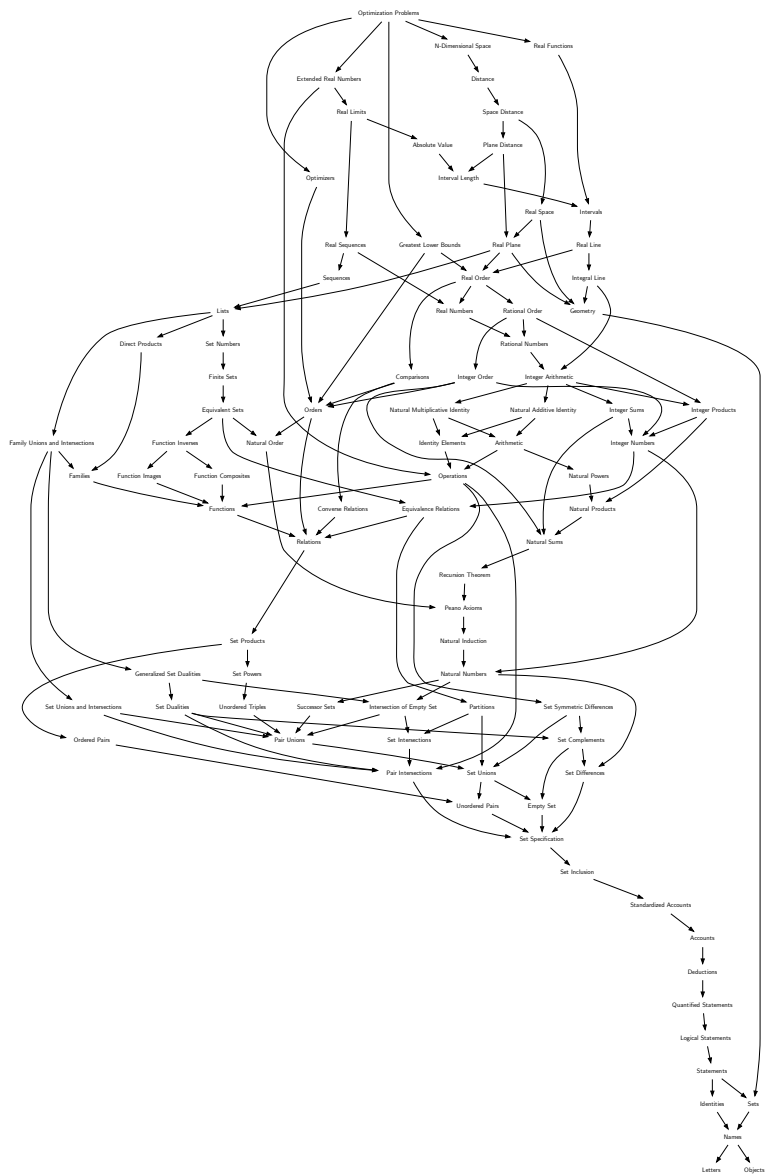 Optimization Problems
N-Dimensional Space
Real Functions
Extended Real Numbers
Distance
Real Limits
Space Distance
Absolute Value
Plane Distance
Optimizers
Interval Length
Real Space
Intervals
Real Sequences
Greatest Lower Bounds
Real Plane
Real Line
Sequences
Real Order
Integral Line
Lists
Real Numbers
Rational Order
Geometry
Direct Products
Set Numbers
Rational Numbers
Finite Sets
Comparisons
Integer Order
Integer Arithmetic
Equivalent Sets
Orders
Natural Multiplicative Identity
Natural Additive Identity
Integer Sums
Integer Products
Family Unions and Intersections
Function Inverses
Natural Order
Identity Elements
Arithmetic
Integer Numbers
Families
Function Images
Function Composites
Operations
Natural Powers
Functions
Converse Relations
Equivalence Relations
Natural Products
Relations
Natural Sums
Recursion Theorem
Peano Axioms
Set Products
Natural Induction
Generalized Set Dualities
Set Powers
Natural Numbers
Set Unions and Intersections
Set Dualities
Unordered Triples
Successor Sets
Intersection of Empty Set
Partitions
Set Symmetric Differences
Ordered Pairs
Pair Unions
Set Intersections
Set Complements
Pair Intersections
Set Unions
Set Differences
Unordered Pairs
Empty Set
Set Specification
Set Inclusion
Standardized Accounts
Accounts
Deductions
Quantified Statements
Logical Statements
Statements
Identities
Sets
Names
Letters
Objects